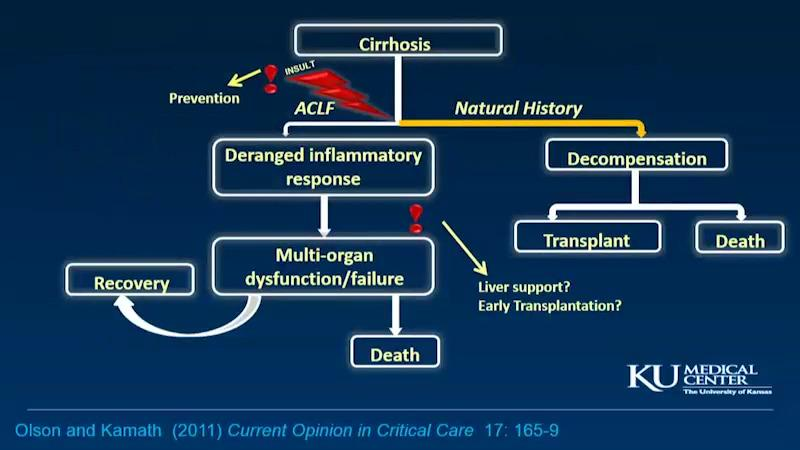 Cirrhosis
INSULT
Prevention
ACLF
Natural History
Deranged inflammatory
response
Decompensation
Transplant
Death
Multi-organ
dysfunction/failure
Recovery
Liver support?
Early Transplantation?
Death
KU MEDICAL
CENTER
The University of Kansas
Olson and Kamath (2011) Current Opinion in Critical Care 17: 165-9